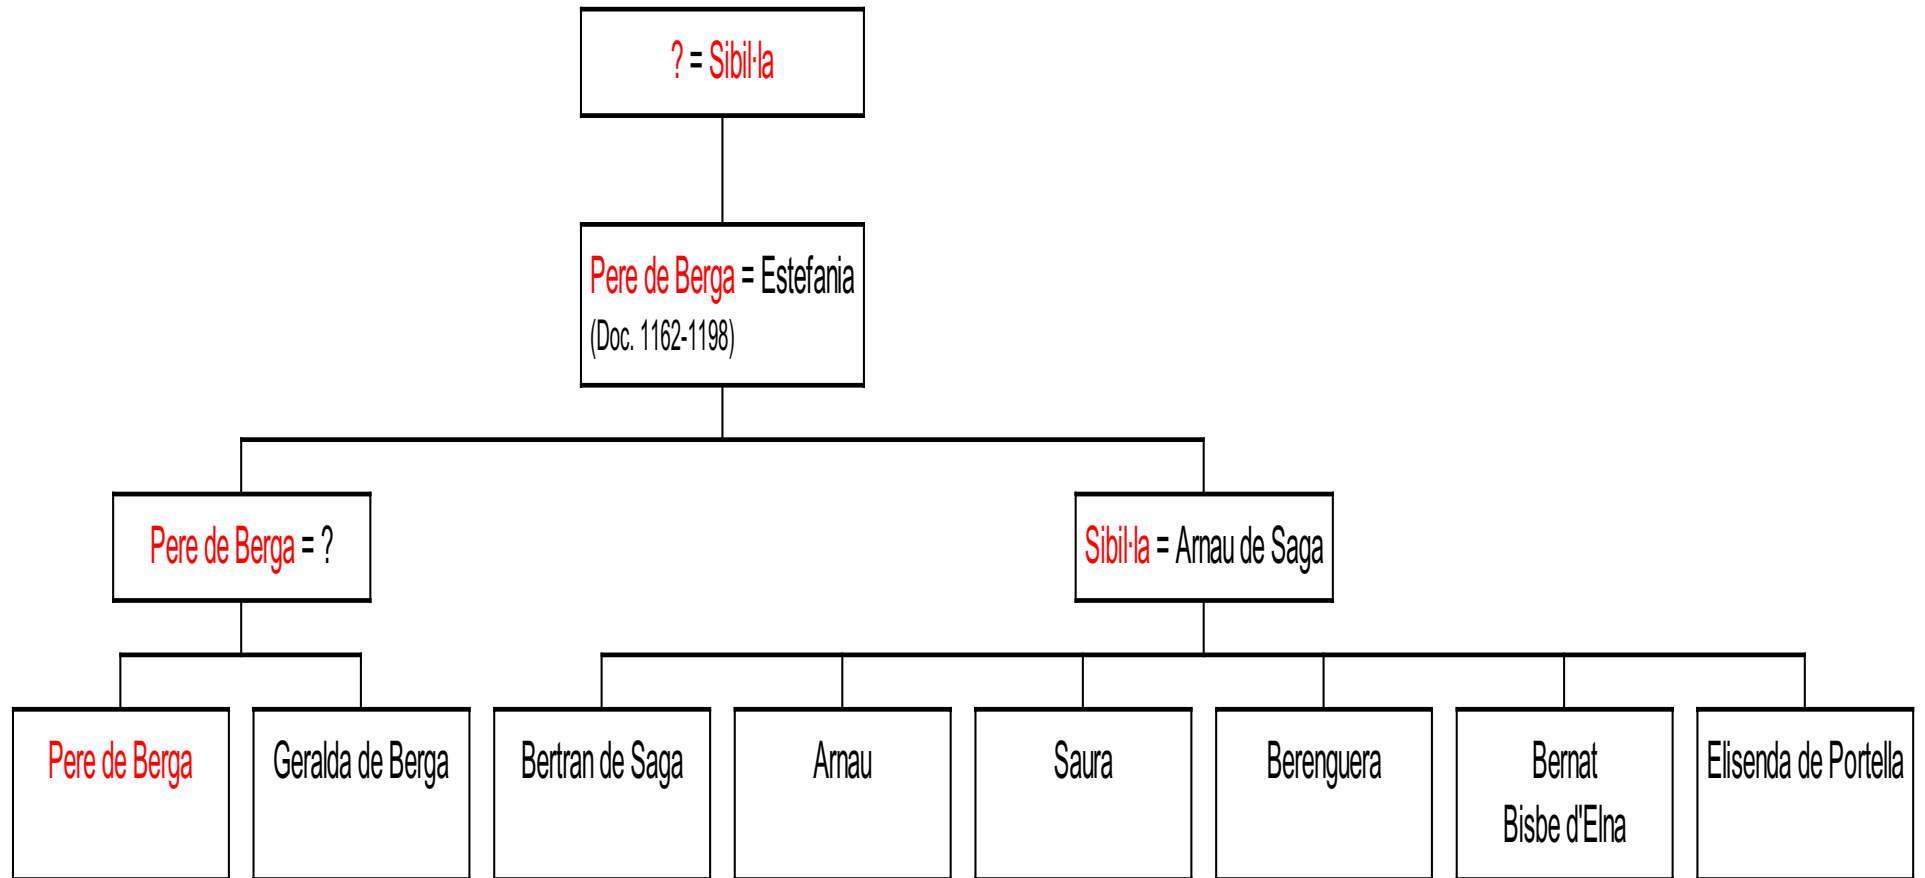 ? = Sibil·la
Pere de Berga = Estefania
(Doc. 1162-1198)
Pere de Berga = ?
Sibil·la = Arnau de Saga
Pere de Berga
Geralda de Berga
Bertran de Saga
Arnau
Saura
Berenguera
Bernat
Bisbe d'Elna
Elisenda de Portella